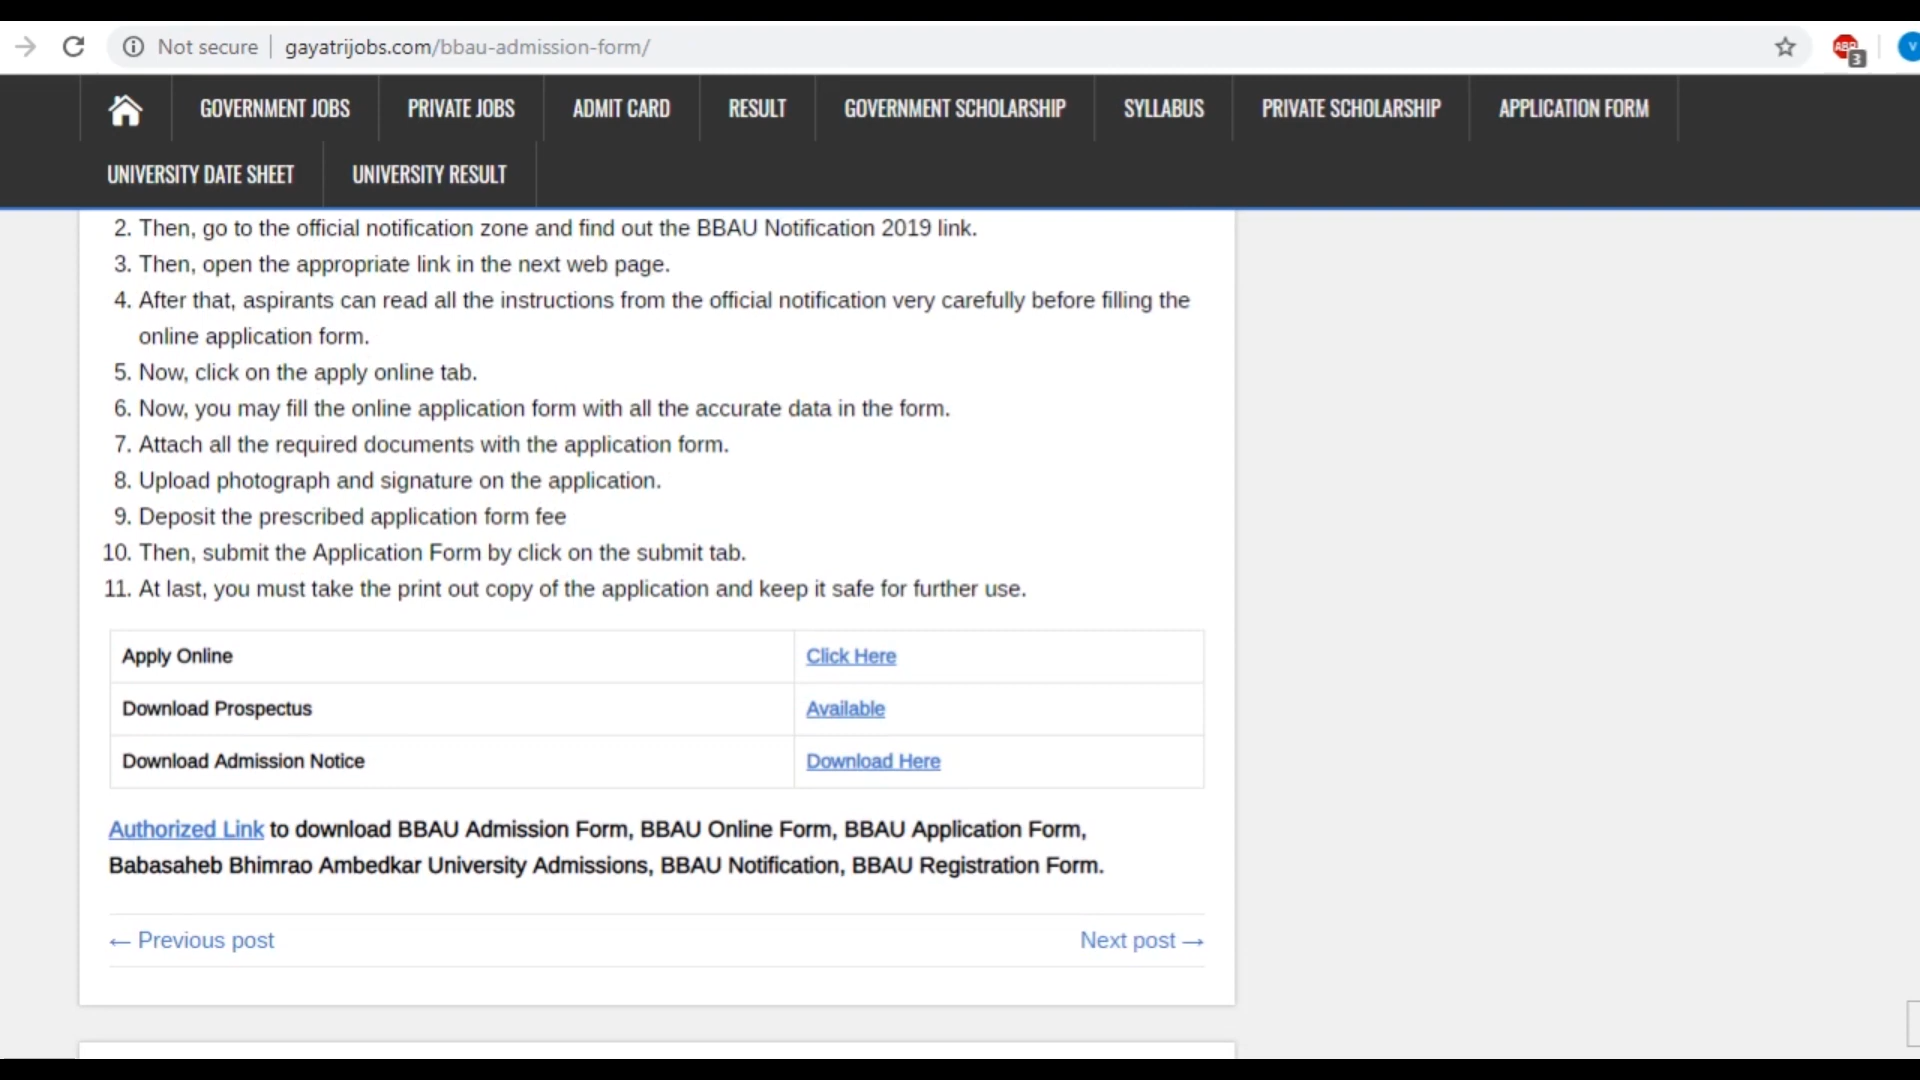 Not secure | gayatrijobs.com/bbau-admission-form/
ABP 3
V
GOVERNMENT JOBS PRIVATE JOBS ADMIT CARD RESULT GOVERNMENT SCHOLARSHIP SYLLABUS PRIVATE SCHOLARSHIP APPLICATION FORM
UNIVERSITY DATE SHEET UNIVERSITY RESULT
2. Then, go to the official notification zone and find out the BBAU Notification 2019 link.
3. Then, open the appropriate link in the next web page.
4. After that, aspirants can read all the instructions from the official notification very carefully before filling the
online application form.
5. Now, click on the apply online tab.
6. Now, you may fill the online application form with all the accurate data in the form.
7. Attach all the required documents with the application form.
8. Upload photograph and signature on the application.
9. Deposit the prescribed application form fee
10. Then, submit the Application Form by click on the submit tab.
11. At last, you must take the print out copy of the application and keep it safe for further use.
Apply Online Click Here
Download Prospectus Available
Download Admission Notice Download Here
Authorized Link to download BBAU Admission Form, BBAU Online Form, BBAU Application Form,
Babasaheb Bhimrao Ambedkar University Admissions, BBAU Notification, BBAU Registration Form.
← Previous post Next post →